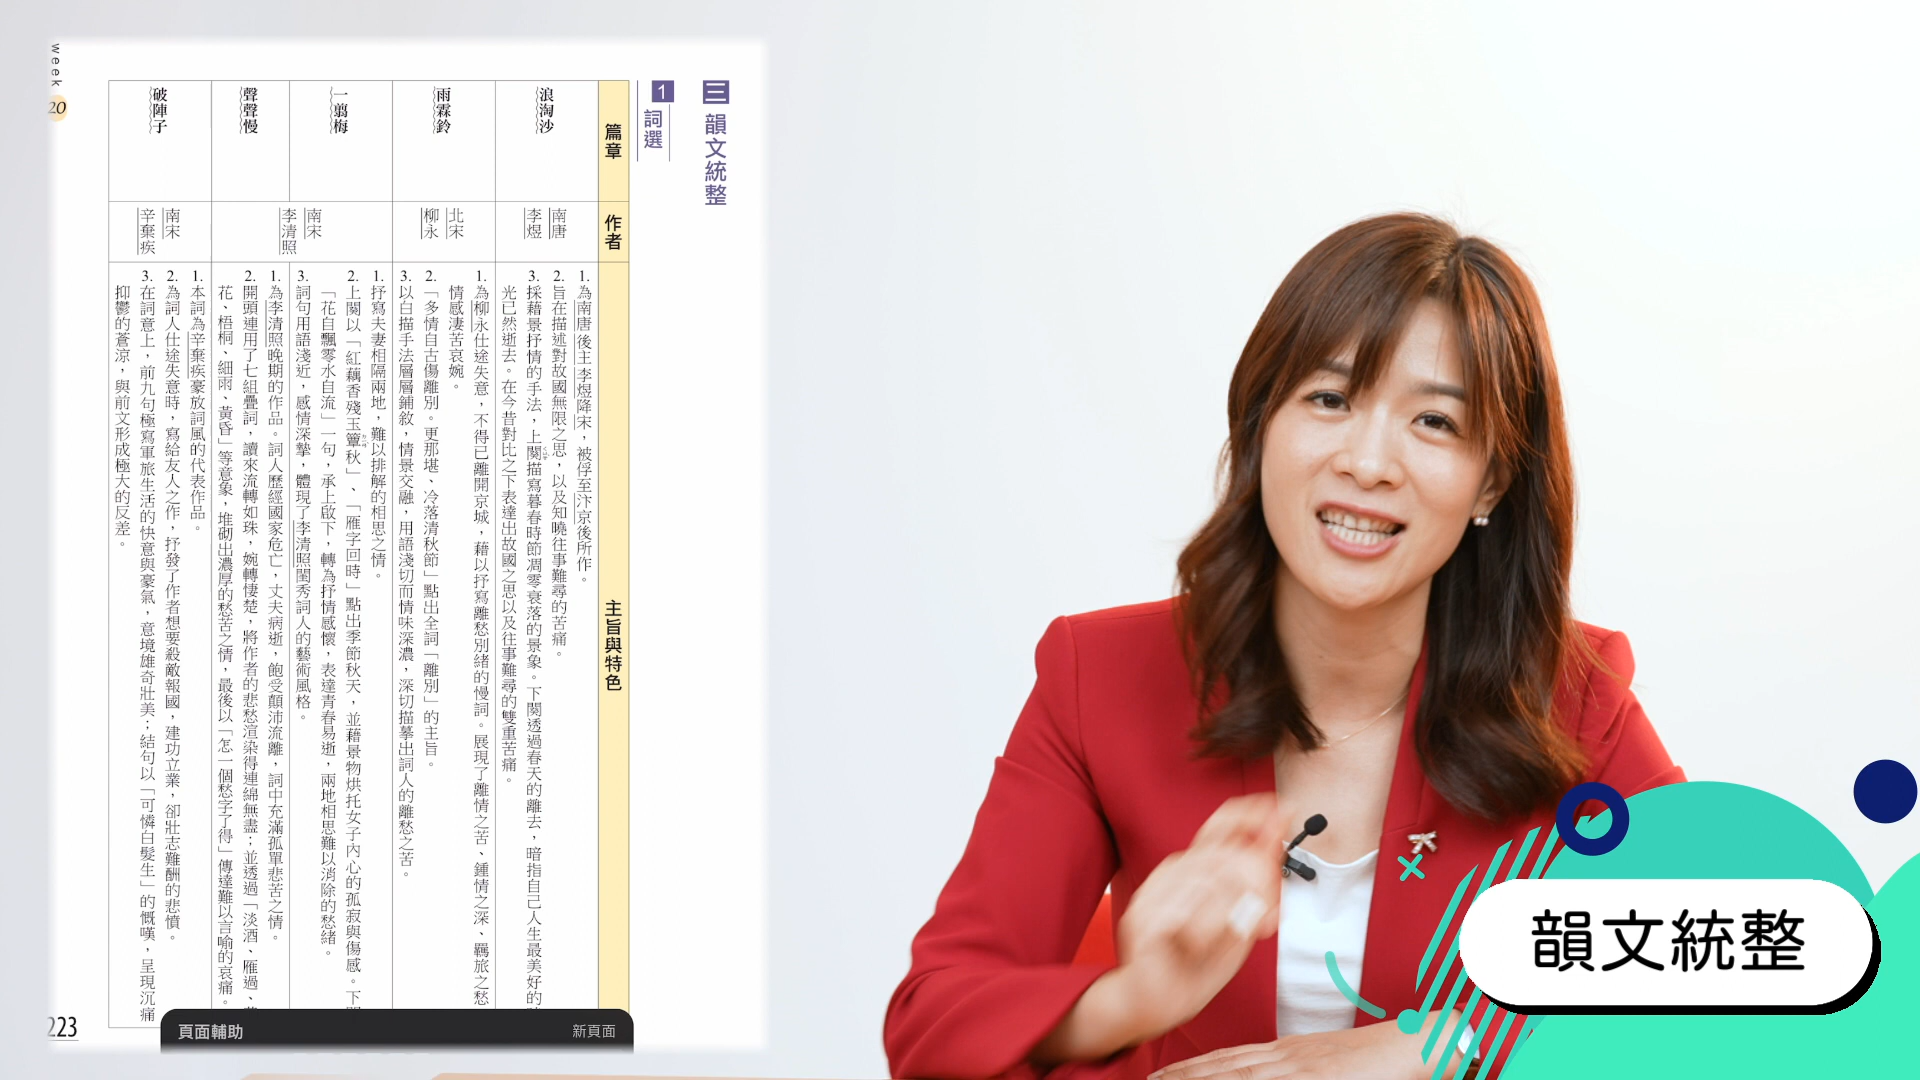 三 韻文統整
1 詞選
篇章
作者
主旨與特色
浪淘沙
南唐
李煜
1.為南唐後主李煜降宋，被俘至汴京後所作。
2.旨在描述對故國無限之思，以及知曉往事難尋的苦痛。
3.採藉景抒情的手法，上闋描寫暮春時節凋零衰落的景象。下闋透過春天的離去，暗指自己人生最美好的
光已然逝去。在今昔對比之下表達出故國之思以及往事難尋的雙重苦痛。
雨霖鈴
北宋
柳永
1.為柳永仕途失意，不得已離開京城，藉以抒寫離愁別緒的慢詞。展現了離情之苦、鍾情之深、羈旅之愁
情感淒苦哀婉。
2.「多情自古傷離別。更那堪、冷落清秋節」點出全詞「離別」的主旨。
3.以白描手法層層鋪敘，情景交融，用語淺切而情味深濃，深切描摹出詞人的離愁之苦。
一翦梅
南宋
李清照
1.抒寫夫妻相隔兩地，難以排解的相思之情。
2.上闋以「紅藕香殘玉簟秋」、「雁字回時」點出季節秋天，並藉景物烘托女子內心的孤寂與傷感。下
「花自飄零水自流」一句，承上啟下，轉為抒情感懷，表達青春易逝，兩地相思難以消除的愁緒。
3.詞句用語淺近，感情深摯，體現了李清照閨秀詞人的藝術風格。
聲聲慢
1.為李清照晚期的作品。詞人歷經國家危亡，丈夫病逝，飽受顛沛流離，詞中充滿孤單悲苦之情。
2.開頭連用了七組疊詞，讀來流轉如珠，婉轉悽楚，將作者的悲愁渲染得連綿無盡；並透過「淡酒、雁過、
花、梧桐、細雨、黃昏」等意象，堆砌出濃厚的愁苦之情，最後以「怎一個愁字了得」傳達難以言喻的哀痛。
破陣子
南宋
辛棄疾
1.本詞為辛棄疾豪放詞風的代表作品。
2.為詞人仕途失意時，寫給友人之作，抒發了作者想要殺敵報國，建功立業，卻壯志難酬的悲憤。
3.在詞意上，前九句極寫軍旅生活的快意與豪氣，意境雄奇壯美；結句以「可憐白髮生」的慨嘆，呈現沉痛
抑鬱的蒼涼，與前文形成極大的反差。
week
20
223
頁面輔助
新頁面
韻文統整